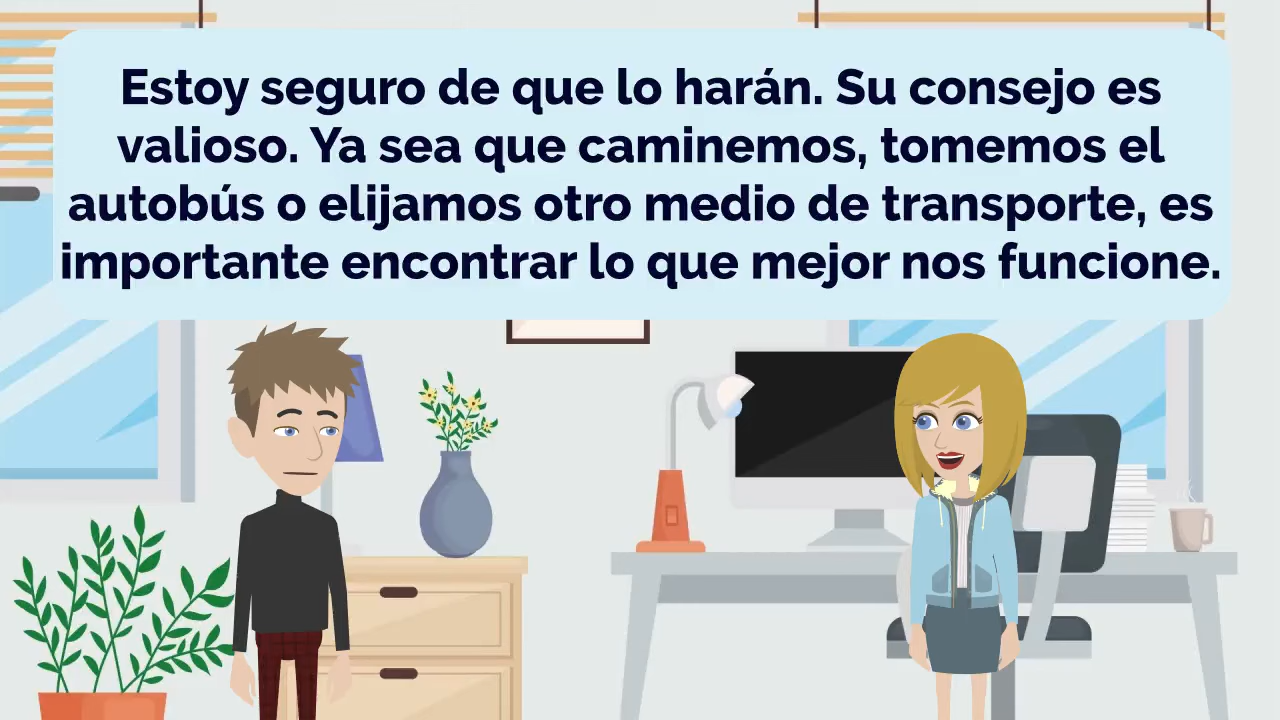 Estoy seguro de que lo harán. Su consejo es
valioso. Ya sea que caminemos, tomemos el
autobús o elijamos otro medio de transporte, es
importante encontrar lo que mejor nos funcione.